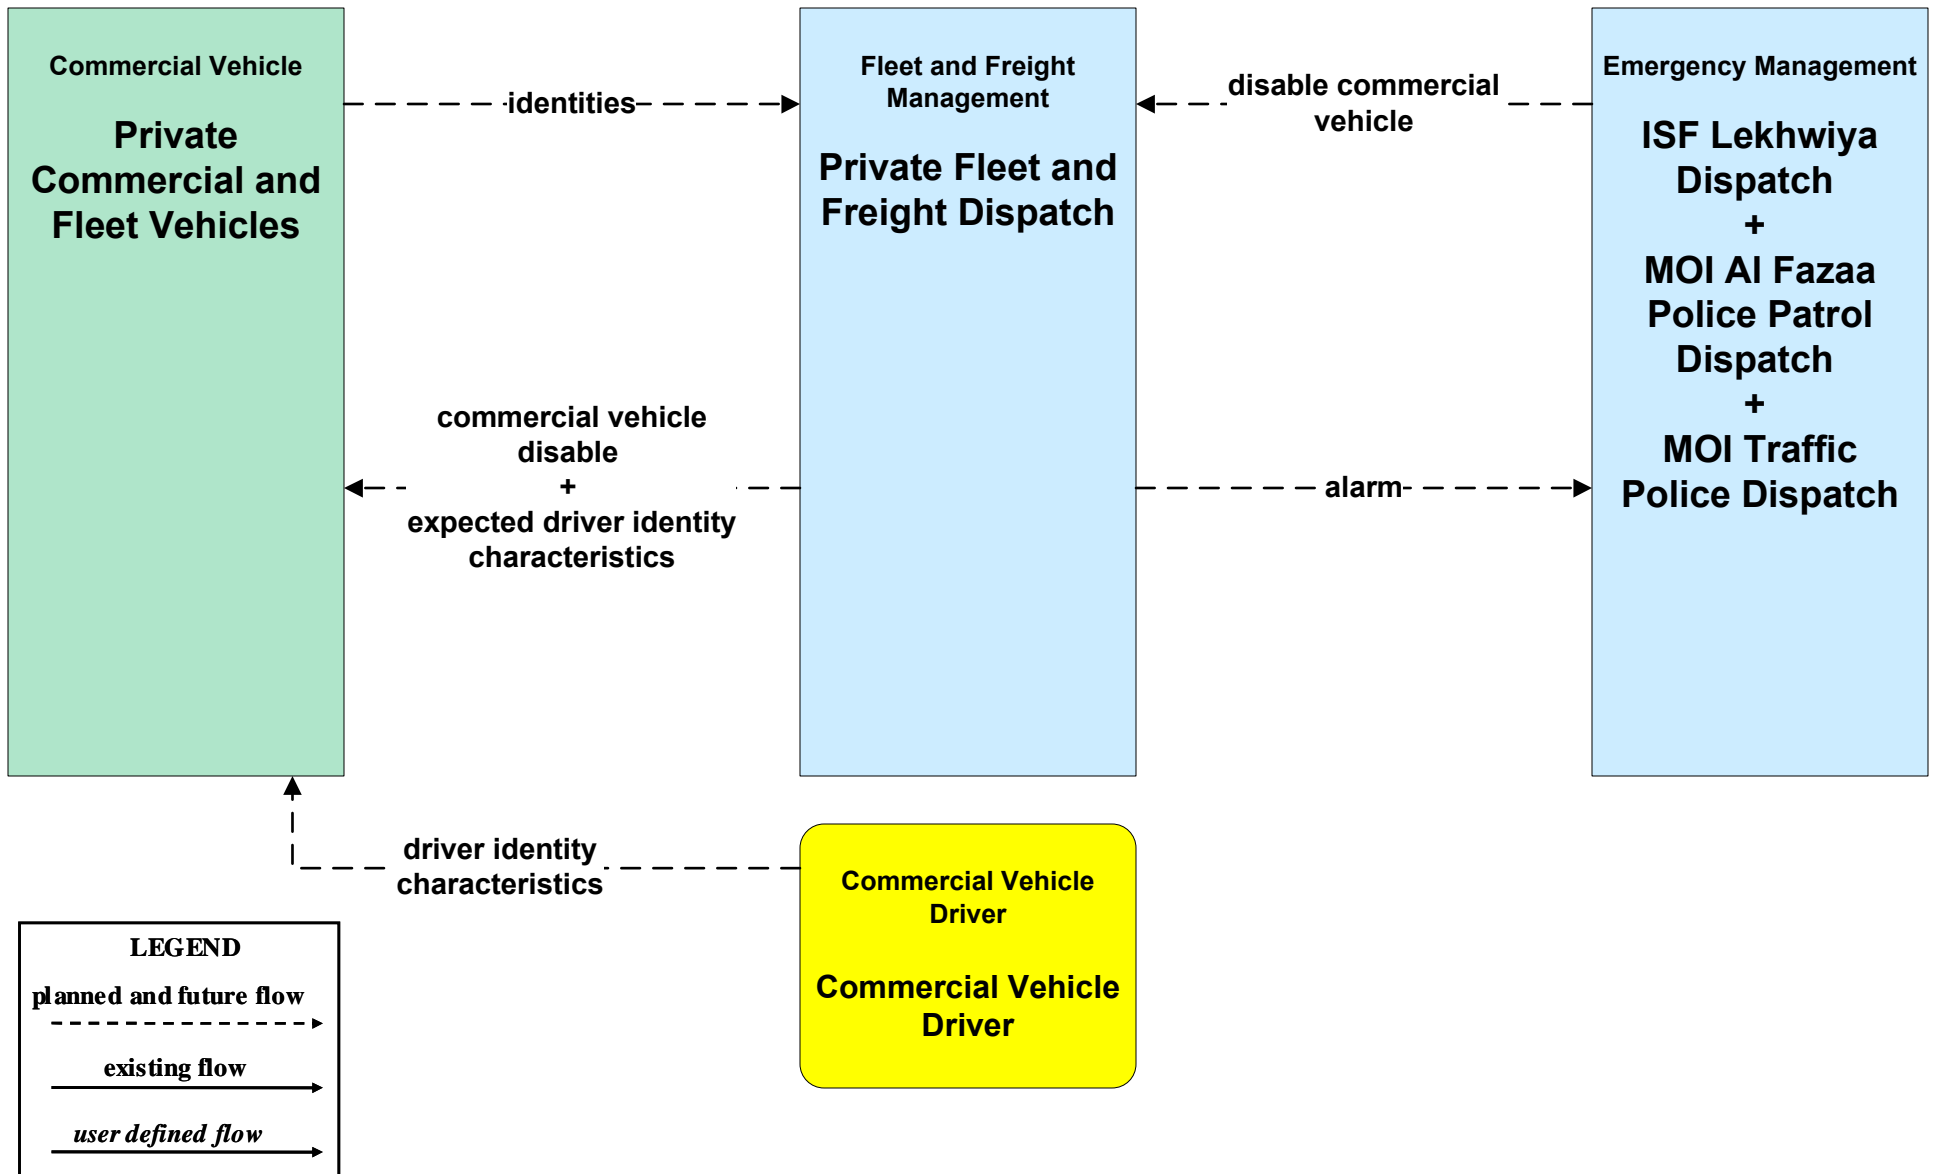 Commercial Vehicle
Private
Commercial and
Fleet Vehicles
identities
Fleet and Freight
Management
Private Fleet and
Freight Dispatch
disable commercial
vehicle
Emergency Management
ISF Lekhwiya
Dispatch
+
MOI Al Fazaa
Police Patrol
Dispatch
+
MOI Traffic
Police Dispatch
commercial vehicle
disable
+
expected driver identity
characteristics
alarm
driver identity
characteristics
Commercial Vehicle
Driver
Commercial Vehicle
Driver
LEGEND
planned and future flow
existing flow
user defined flow